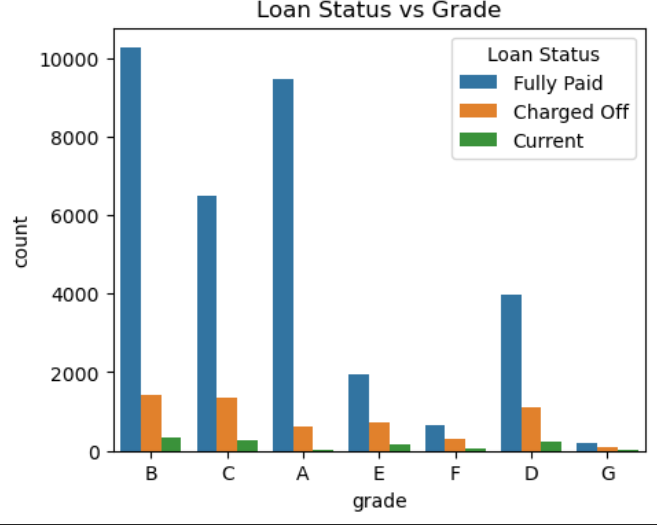 Loan Status vs Grade
Loan Status
Fully Paid
Charged Off
Current
10000
8000
6000
4000
2000
0
count
B C A E F D G
grade